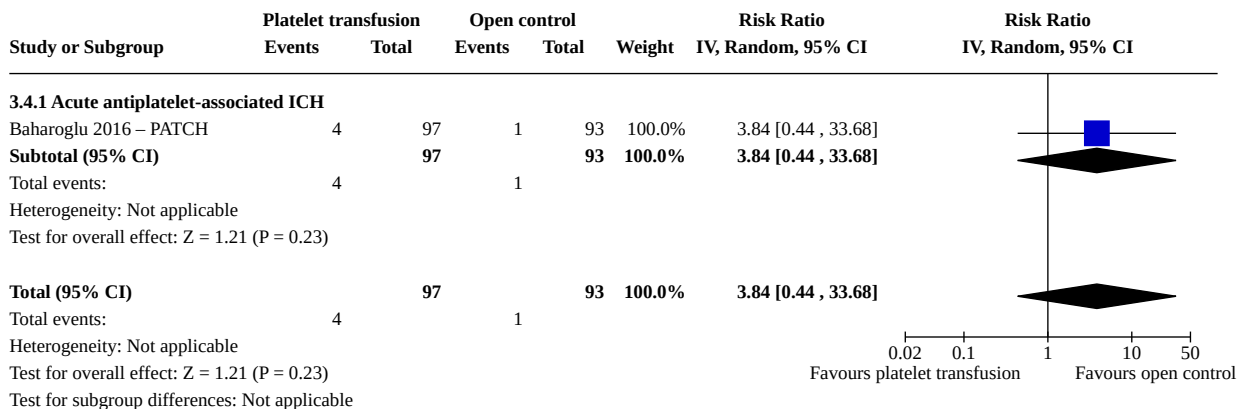 Platelet transfusion Open control Risk Ratio Risk Ratio
Study or Subgroup Events Total Events Total Weight IV, Random, 95% CI IV, Random, 95% CI
3.4.1 Acute antiplatelet-associated ICH
Baharoglu 2016 – PATCH 4 97 1 93 100.0% 3.84 [0.44 , 33.68]
Subtotal (95% CI) 97 93 100.0% 3.84 [0.44 , 33.68]
Total events: 4 1
Heterogeneity: Not applicable
Test for overall effect: Z = 1.21 (P = 0.23)
Total (95% CI) 97 93 100.0% 3.84 [0.44 , 33.68]
Total events: 4 1
Heterogeneity: Not applicable
0.02 0.1 1 10 50
Test for overall effect: Z = 1.21 (P = 0.23) Favours platelet transfusion Favours open control
Test for subgroup differences: Not applicable